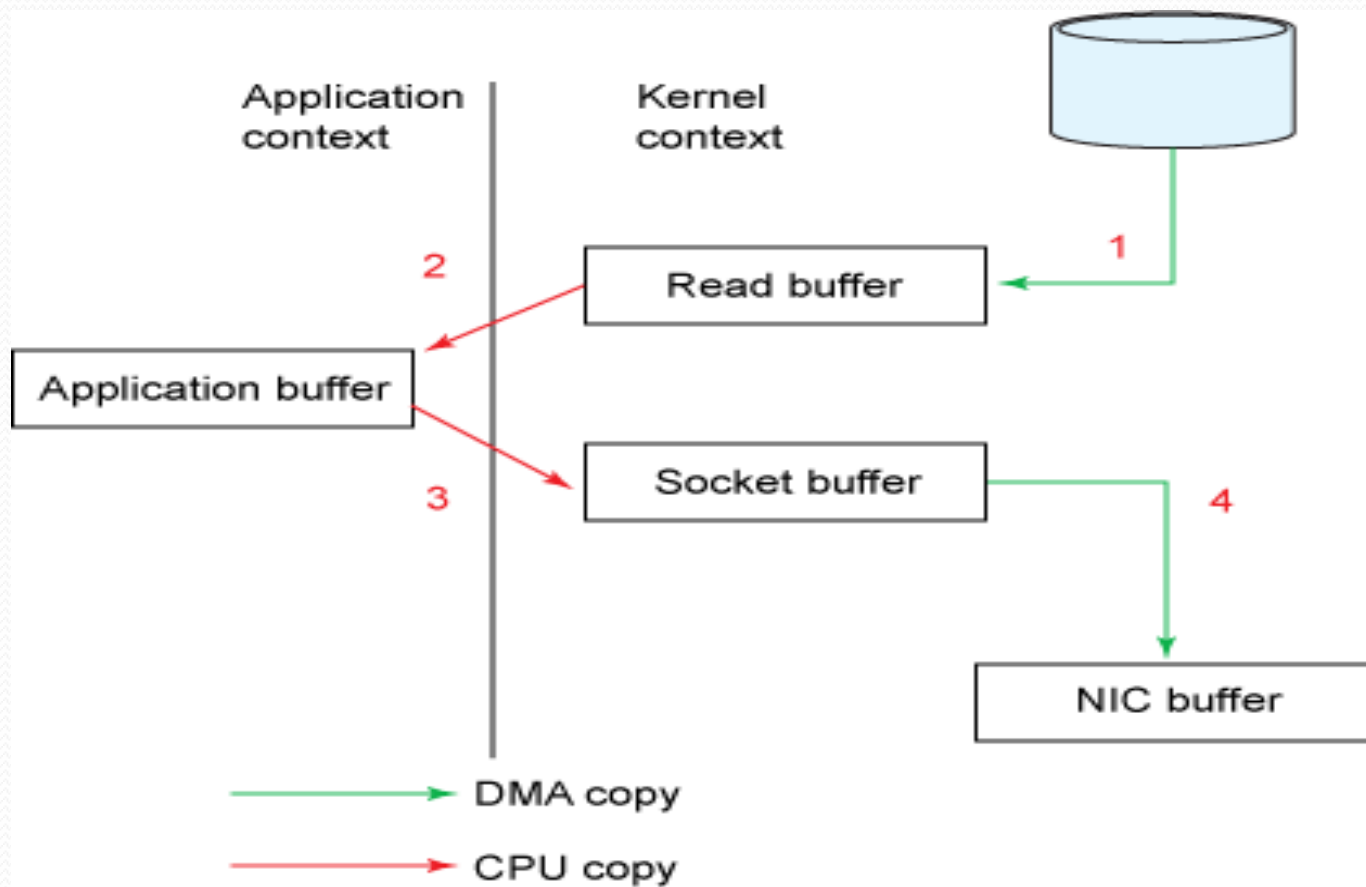 Application
context
Kernel
context
1
2
Read buffer
Application buffer
Socket buffer
3
4
NIC buffer
DMA copy
CPU copy